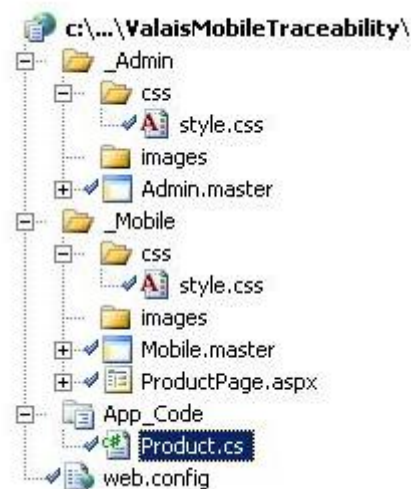 c:\...\ValaisMobileTraceability\
_Admin
css
style.css
images
Admin.master
_Mobile
css
style.css
images
Mobile.master
ProductPage.aspx
App_Code
Product.cs
web.config